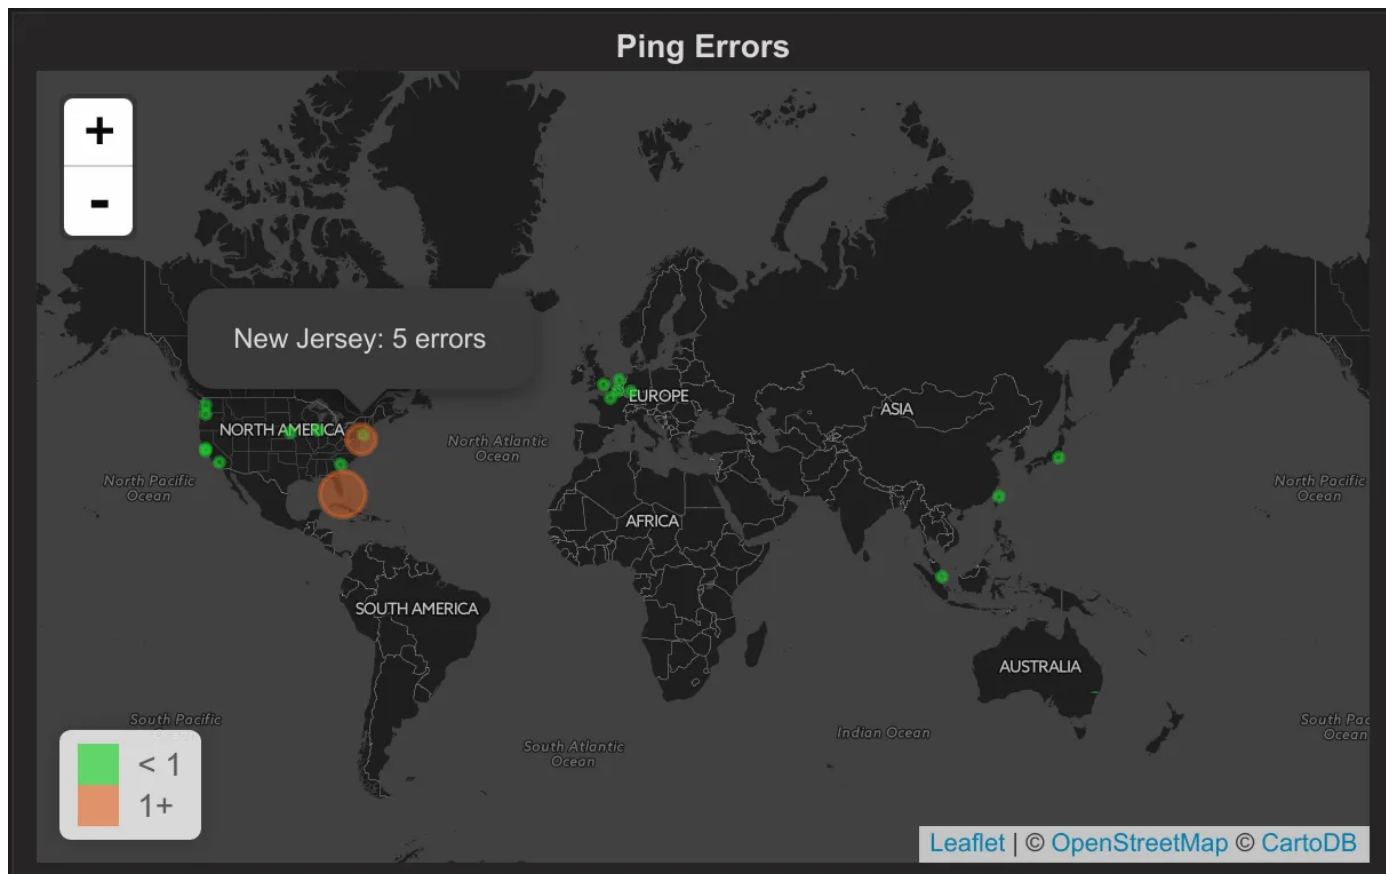 Ping Errors
+
-
New Jersey: 5 errors
NORTH AMERICA
EUROPE
ASIA
North Atlantic
Ocean
North Pacific
Ocean
North Pacific
Ocean
AFRICA
SOUTH AMERICA
AUSTRALIA
South Pacific
South Atlantic
Ocean
Indian Ocean
South Pac
Ocean
< 1
1+
Leaflet | © OpenStreetMap © CartoDB